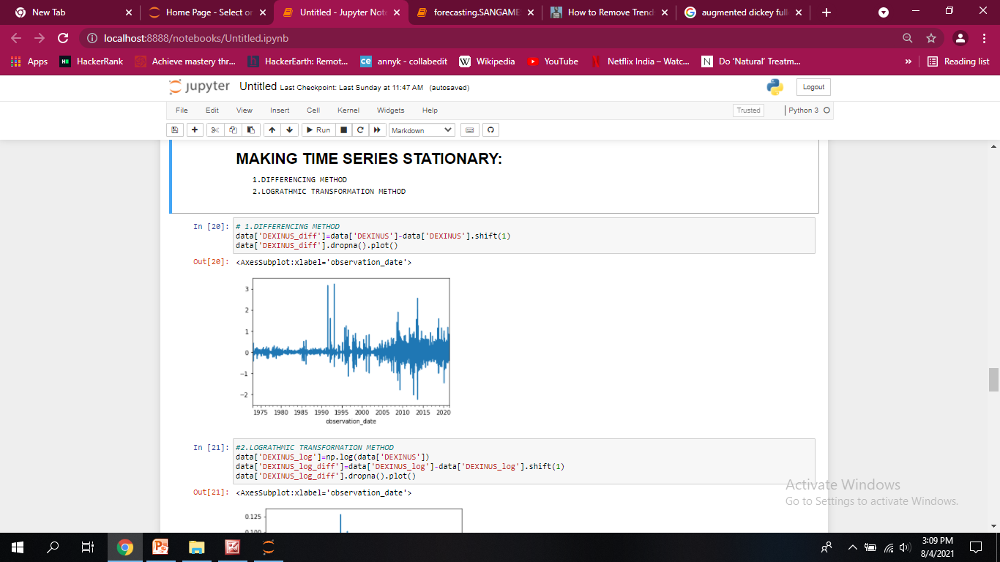 New Tab
Home Page - Select or
Untitled - Jupyter Note
forecasting.SANGAME
How to Remove Trend
augmented dickey full
localhost:8888/notebooks/Untitled.ipynb
Apps
HackerRank
Achieve mastery thr...
HackerEarth: Remot...
annyk - collabedit
Wikipedia
YouTube
Netflix India – Watc...
Do ‘Natural’ Treatm...
»
Reading list
jupyter Untitled Last Checkpoint: Last Sunday at 11:47 AM (autosaved)
Logout
File Edit View Insert Cell Kernel Widgets Help
Trusted
Python 3
Run
Markdown
MAKING TIME SERIES STATIONARY:
1.DIFFERENCING METHOD
2.LOGRATHMIC TRANSFORMATION METHOD
In [20]: # 1.DIFFERENCING METHOD
data['DEXINUS_diff']=data['DEXINUS']-data['DEXINUS'].shift(1)
data['DEXINUS_diff'].dropna().plot()
Out[20]: <AxesSubplot:xlabel='observation_date'>
3
2
1
0
−1
−2
1975 1980 1985 1990 1995 2000 2005 2010 2015 2020
observation_date
In [21]: #2.LOGRATHMIC TRANSFORMATION METHOD
data['DEXINUS_log']=np.log(data['DEXINUS'])
data['DEXINUS_log_diff']=data['DEXINUS_log']-data['DEXINUS_log'].shift(1)
data['DEXINUS_log_diff'].dropna().plot()
Out[21]: <AxesSubplot:xlabel='observation_date'>
0.125
0.100
Activate Windows
Go to Settings to activate Windows.
3:09 PM
8/4/2021